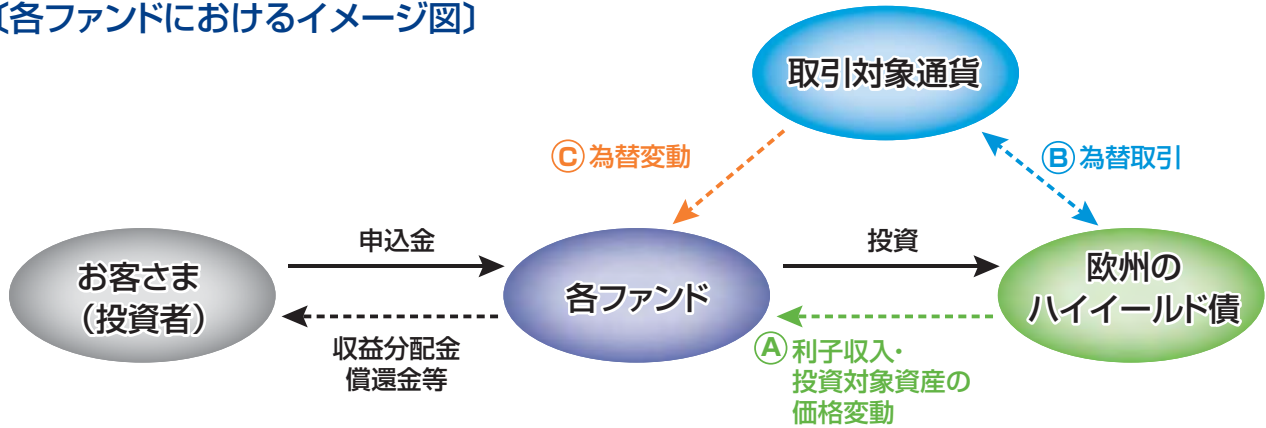 〔各ファンドにおけるイメージ図〕
取引対象通貨
Ⓒ為替変動
Ⓑ為替取引
お客さま
（投資者）
申込金
収益分配金
償還金等
各ファンド
投資
Ⓐ利子収入・
投資対象資産の
価格変動
欧州の
ハイイールド債